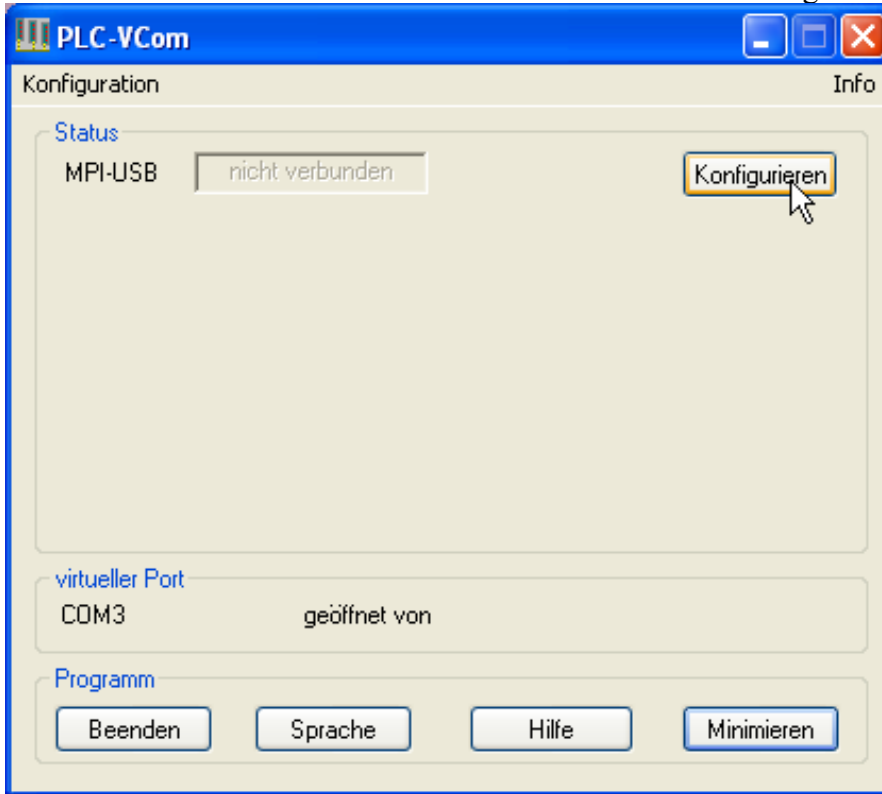 PLC-VCom
Konfiguration Info
Status
MPI-USB nicht verbunden Konfigurieren
virtueller Port
COM3 geöffnet von
Programm
Beenden Sprache Hilfe Minimieren